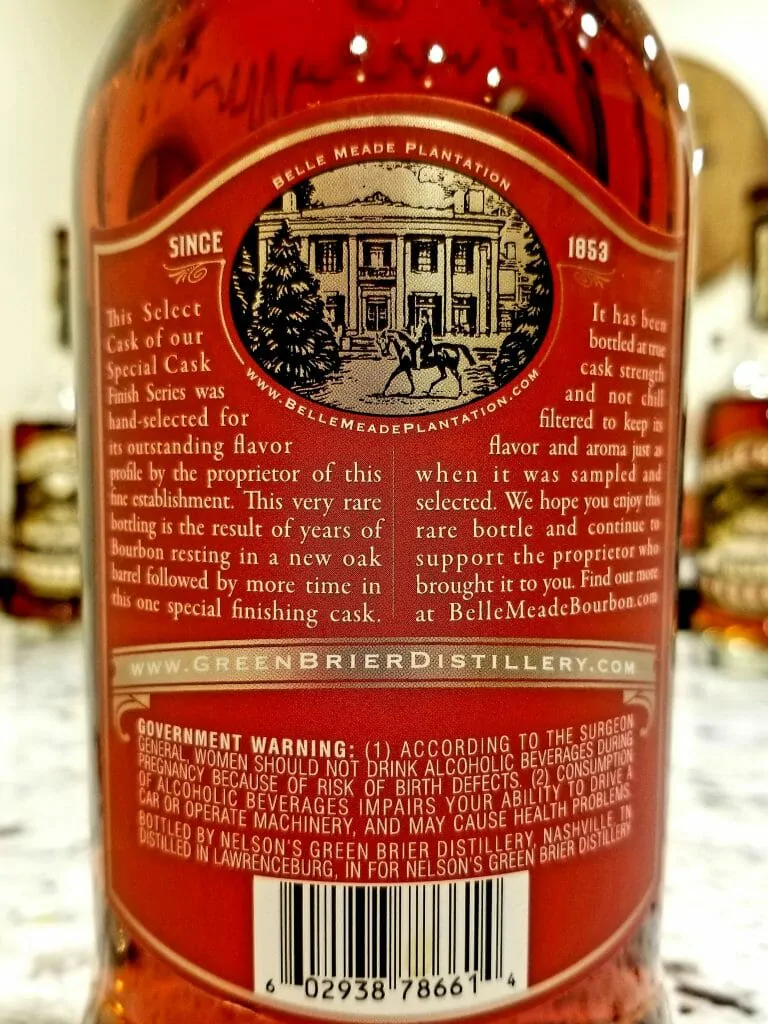 BELLE MEADE PLANTATION
SINCE 1853
WWW.BELLEMEADEPLANTATION.COM
This Select
Cask of our
Special Cask
Finish Series was
hand-selected for
its outstanding flavor
profile by the proprietor of this
fine establishment. This very rare
bottling is the result of years of
Bourbon resting in a new oak
barrel followed by more time in
this one special finishing cask.
It has been
bottled at true
cask strength
and not chill
filtered to keep its
flavor and aroma just as
when it was sampled and
selected. We hope you enjoy this
rare bottle and continue to
support the proprietor who
brought it to you. Find out more
at BelleMeadeBourbon.com
WWW.GREENBRIERDISTILLERY.COM
GOVERNMENT WARNING: (1) ACCORDING TO THE SURGEON
GENERAL, WOMEN SHOULD NOT DRINK ALCOHOLIC BEVERAGES DURING
PREGNANCY BECAUSE OF RISK OF BIRTH DEFECTS. (2) CONSUMPTION
OF ALCOHOLIC BEVERAGES IMPAIRS YOUR ABILITY TO DRIVE A
CAR OR OPERATE MACHINERY, AND MAY CAUSE HEALTH PROBLEMS.
BOTTLED BY NELSON'S GREEN BRIER DISTILLERY, NASHVILLE, TN
DISTILLED IN LAWRENCEBURG, IN FOR NELSON'S GREEN BRIER DISTILLERY
6 02938 78661 4